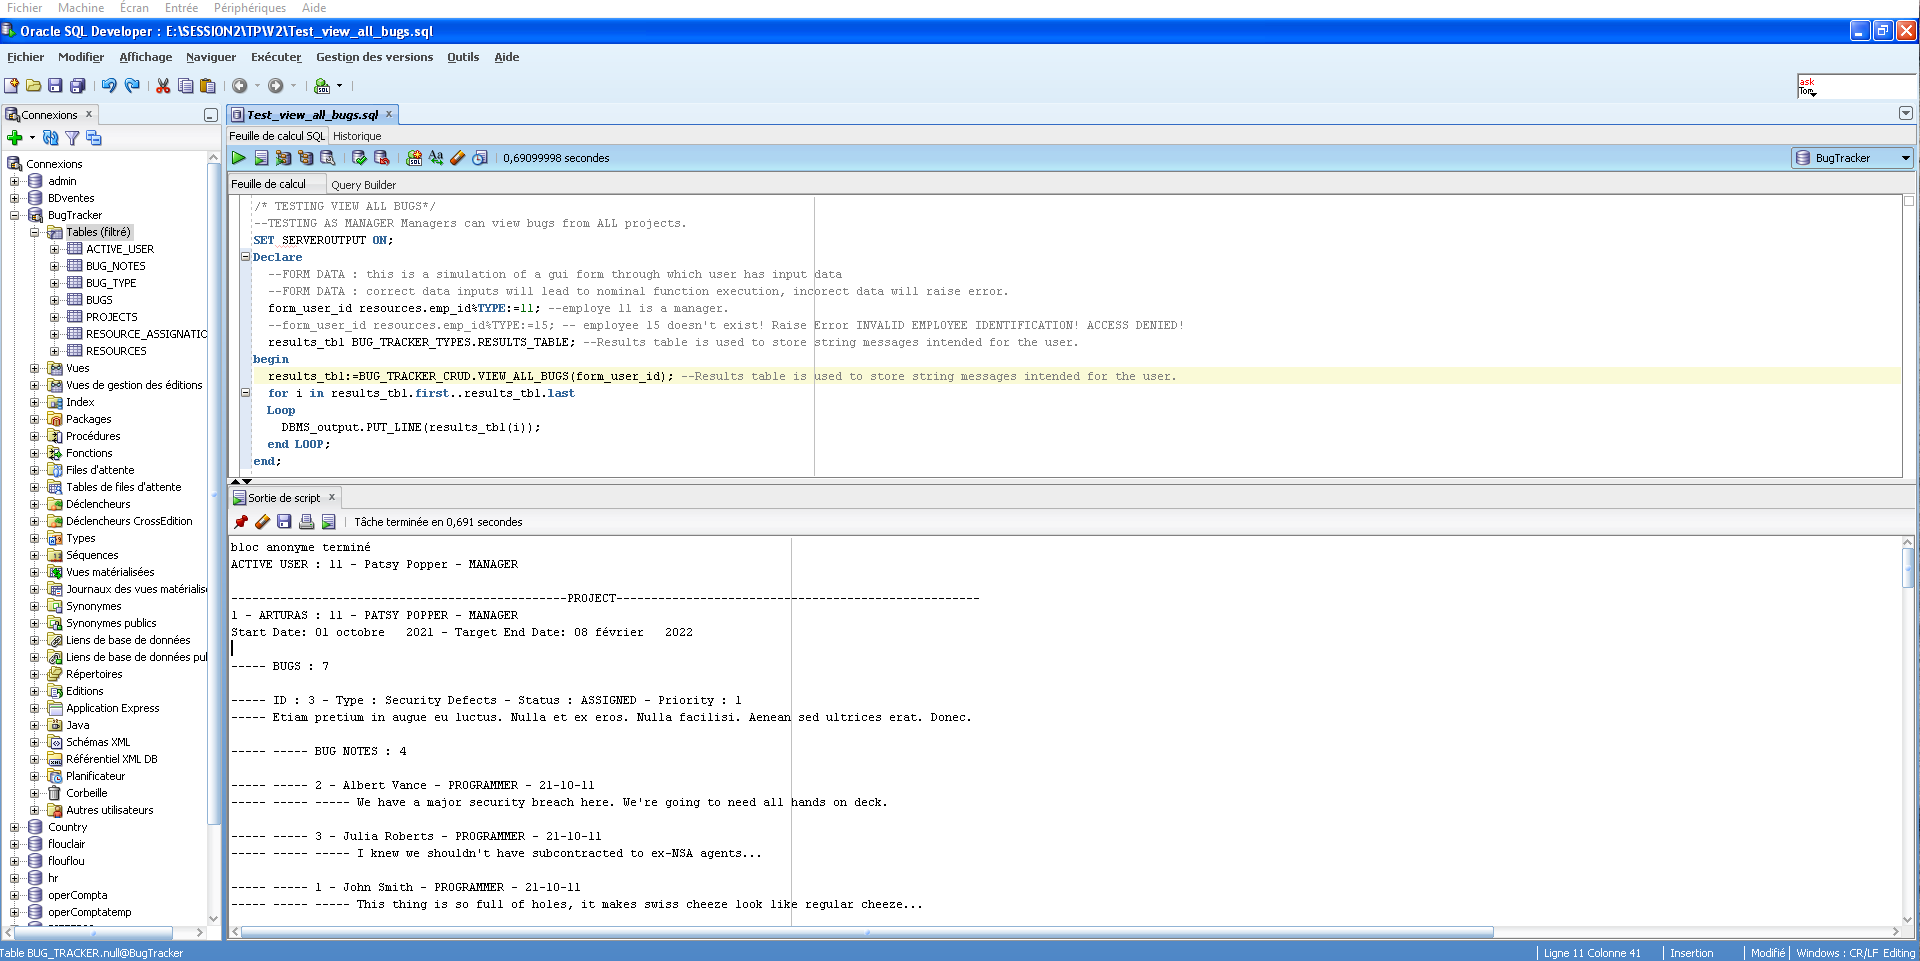 Fichier Machine Écran Entrée Périphériques Aide
Oracle SQL Developer : E:\SESSION2\TPW2\Test_view_all_bugs.sql
Fichier Modifier Affichage Naviguer Exécuter Gestion des versions Outils Aide
ask
Tom
Connexions
Test_view_all_bugs.sql
Feuille de calcul SQL Historique
0,69099998 secondes
BugTracker
Feuille de calcul Query Builder
Connexions
admin
BDventes
BugTracker
Tables (filtré)
ACTIVE_USER
BUG_NOTES
BUG_TYPE
BUGS
PROJECTS
RESOURCE_ASSIGNATIO
RESOURCES
Vues
Vues de gestion des éditions
Index
Packages
Procédures
Fonctions
Files d'attente
Tables de files d'attente
Déclencheurs
Déclencheurs CrossEdition
Types
Séquences
Vues matérialisées
Journaux des vues matérialisé
Synonymes
Synonymes publics
Liens de base de données
Liens de base de données pul
Répertoires
Editions
Application Express
Java
Schémas XML
Référentiel XML DB
Planificateur
Corbeille
Autres utilisateurs
Country
flouclair
flouflou
hr
operCompta
operComptatemp
/* TESTING VIEW ALL BUGS*/
--TESTING AS MANAGER Managers can view bugs from ALL projects.
SET SERVEROUTPUT ON;
Declare
--FORM DATA : this is a simulation of a gui form through which user has input data
--FORM DATA : correct data inputs will lead to nominal function execution, incorect data will raise error.
form_user_id resources.emp_id%TYPE:=11; --employe 11 is a manager.
--form_user_id resources.emp_id%TYPE:=15; -- employee 15 doesn't exist! Raise Error INVALID EMPLOYEE IDENTIFICATION! ACCESS DENIED!
results_tbl BUG_TRACKER_TYPES.RESULTS_TABLE; --Results table is used to store string messages intended for the user.
begin
results_tbl:=BUG_TRACKER_CRUD.VIEW_ALL_BUGS(form_user_id); --Results table is used to store string messages intended for the user.
for i in results_tbl.first..results_tbl.last
Loop
DBMS_output.PUT_LINE(results_tbl(i));
end LOOP;
end;
Sortie de script
Tâche terminée en 0,691 secondes
bloc anonyme terminé
ACTIVE USER : 11 - Patsy Popper - MANAGER
------------------------------------------------PROJECT----------------------------------------------------
1 - ARTURAS : 11 - PATSY POPPER - MANAGER
Start Date: 01 octobre   2021 - Target End Date: 08 février   2022
----- BUGS : 7
----- ID : 3 - Type : Security Defects - Status : ASSIGNED - Priority : 1
----- Etiam pretium in augue eu luctus. Nulla et ex eros. Nulla facilisi. Aenean sed ultrices erat. Donec.
----- ----- BUG NOTES : 4
----- ----- 2 - Albert Vance - PROGRAMMER - 21-10-11
----- ----- ----- We have a major security breach here. We're going to need all hands on deck.
----- ----- 3 - Julia Roberts - PROGRAMMER - 21-10-11
----- ----- ----- I knew we shouldn't have subcontracted to ex-NSA agents...
----- ----- 1 - John Smith - PROGRAMMER - 21-10-11
----- ----- ----- This thing is so full of holes, it makes swiss cheeze look like regular cheeze...
Table BUG_TRACKER.null@BugTracker
Ligne 11 Colonne 41 Insertion Modifié Windows : CR/LF Editing